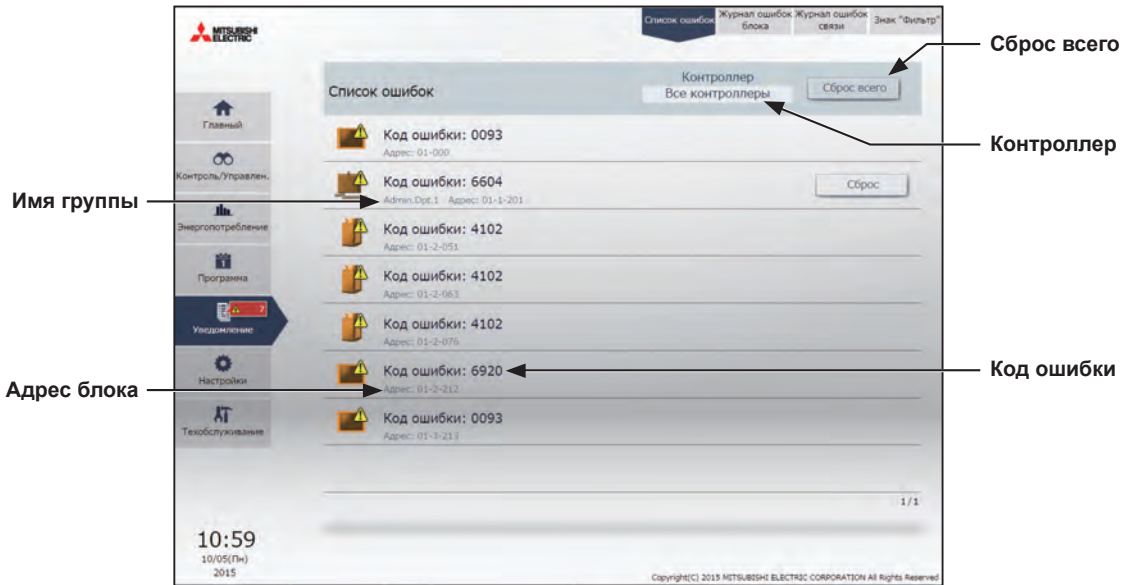 MITSUBISHI
ELECTRIC
Список ошибок
Журнал ошибок
блока
Журнал ошибок
связи
Знак "Фильтр"
Сброс всего
Список ошибок
Контроллер
Все контроллеры
Сброс всего
Контроллер
Главный
Контроль/Управлен.
Энергопотребление
Программа
Уведомление
7
Настройки
Техобслуживание
Код ошибки: 0093
Адрес: 01-000
Имя группы
Код ошибки: 6604
Admin.Dpt.1 Адрес: 01-1-201
Сброс
Код ошибки: 4102
Адрес: 01-2-051
Код ошибки: 4102
Адрес: 01-2-063
Код ошибки: 4102
Адрес: 01-2-076
Адрес блока
Код ошибки: 6920
Адрес: 01-2-212
Код ошибки
Код ошибки: 0093
Адрес: 01-3-213
1/1
10:59
10/05(Пн)
2015
Copyright(C) 2015 MITSUBISHI ELECTRIC CORPORATION All Rights Reserved